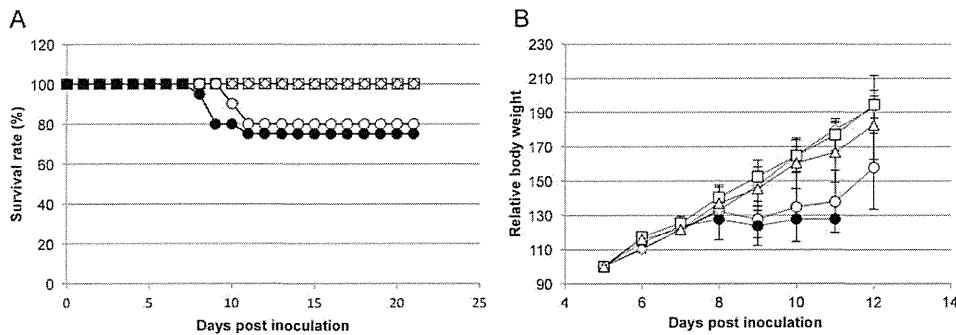 A
120
100
80
60
40
20
0
Survival rate (%)
0 5 10 15 20 25
Days post inoculation
B
230
210
190
170
150
130
110
90
Relative body weight
4 6 8 10 12 14
Days post inoculation